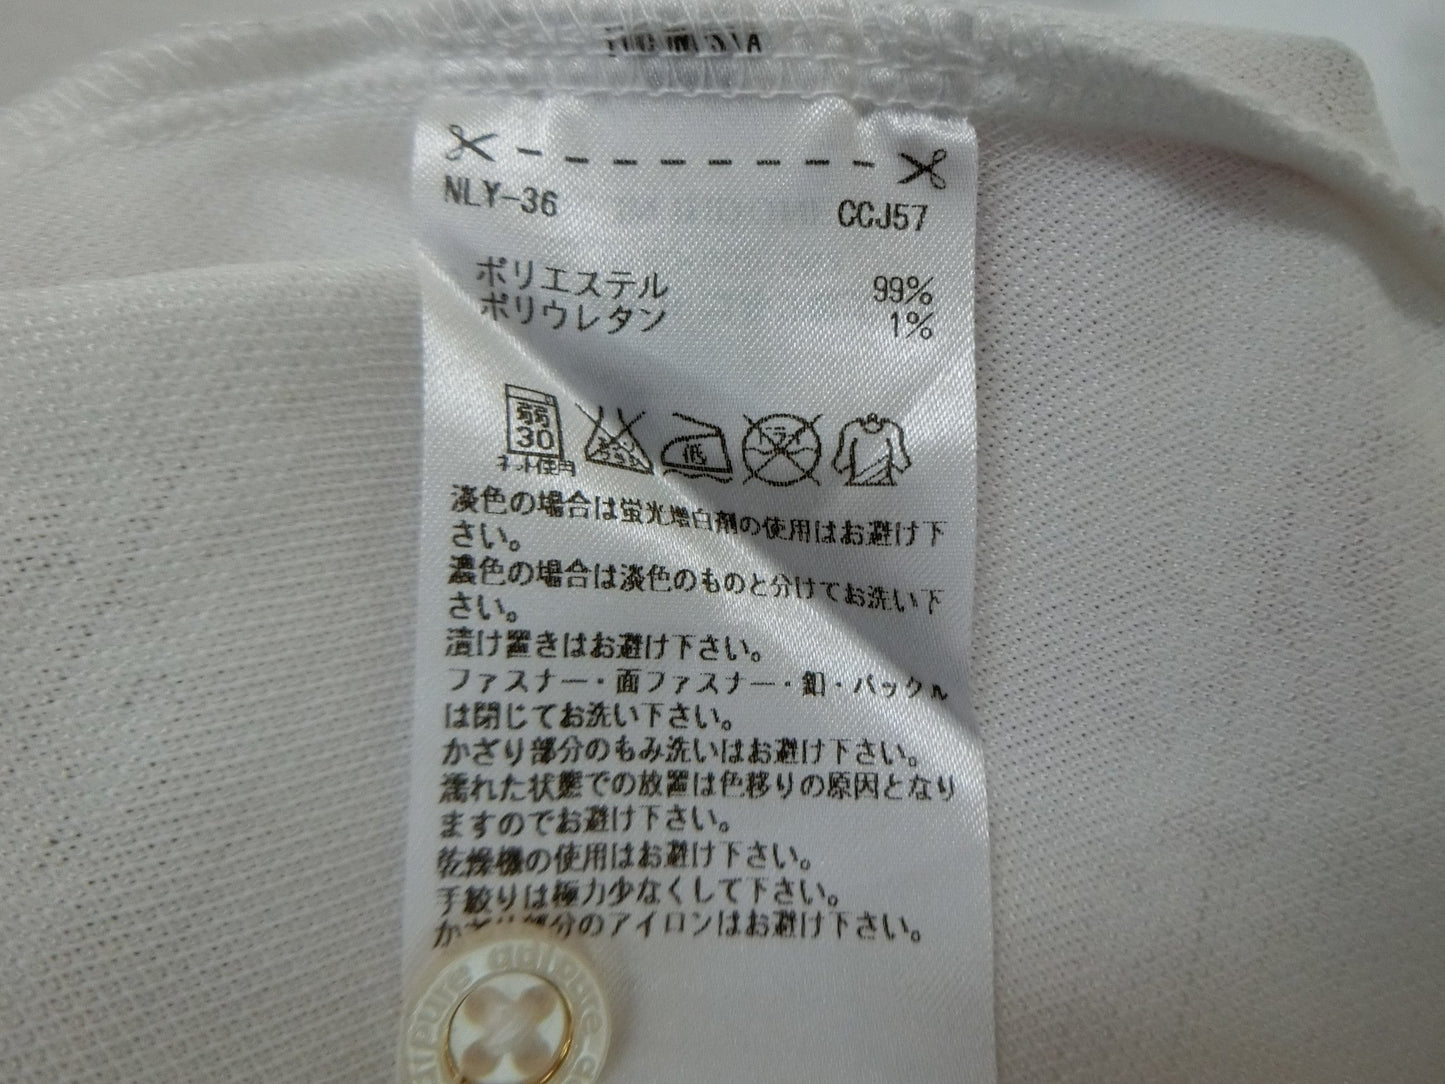 NLY-36 CCJ57
ポリエステル 99%
ポリウレタン 1%
弱
30
ネット使用
低
ドライ
淡色の場合は蛍光増白剤の使用はお避け下
さい。
濃色の場合は淡色のものと分けてお洗い下
さい。
漬け置きはお避け下さい。
ファスナー・面ファスナー・釦・バックル
は閉じてお洗い下さい。
かざり部分のもみ洗いはお避け下さい。
濡れた状態での放置は色移りの原因となり
ますのでお避け下さい。
乾燥機の使用はお避け下さい。
手絞りは極力少なくして下さい。
かざり部分のアイロンはお避け下さい。